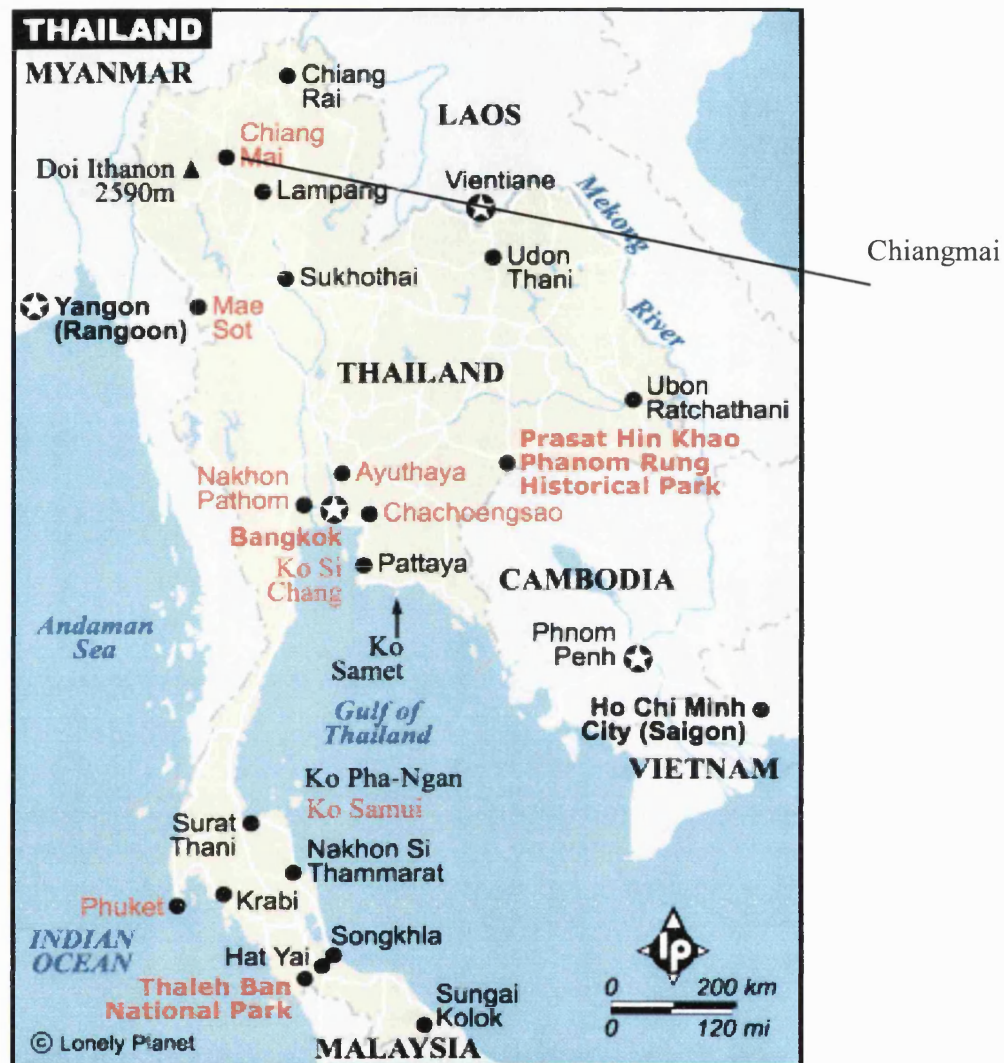 THAILAND
MYANMAR
Chiang
Rai
LAOS
Chiang
Mai
Doi Ithanon
2590m
Lampang
Vientiane
Mekong
River
Chiangmai
Udon
Thani
Sukhothai
Yangon
(Rangoon)
Mae
Sot
THAILAND
Ubon
Ratchathani
Prasat Hin Khao
Phanom Rung
Historical Park
Ayuthaya
Nakhon
Pathom
Chachoengsao
Bangkok
Ko Si
Chang
Pattaya
CAMBODIA
Andaman
Sea
Ko
Samet
Phnom
Penh
Gulf of
Thailand
Ho Chi Minh
City (Saigon)
VIETNAM
Ko Pha-Ngan
Ko Samui
Surat
Thani
Nakhon Si
Thammarat
Krabi
Phuket
INDIAN
OCEAN
Songkhla
Hat Yai
Thaleh Ban
National Park
Sungai
Kolok
lp
0 200 km
0 120 mi
© Lonely Planet
MALAYSIA